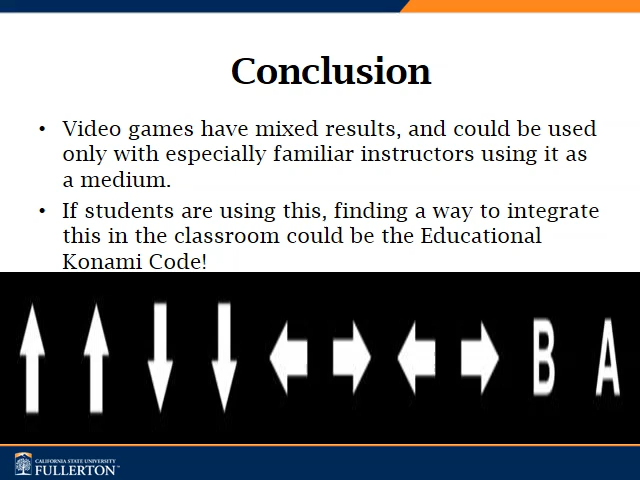 Conclusion
• Video games have mixed results, and could be used
only with especially familiar instructors using it as
a medium.
• If students are using this, finding a way to integrate
this in the classroom could be the Educational
Konami Code!
B A
CALIFORNIA STATE UNIVERSITY
FULLERTON™